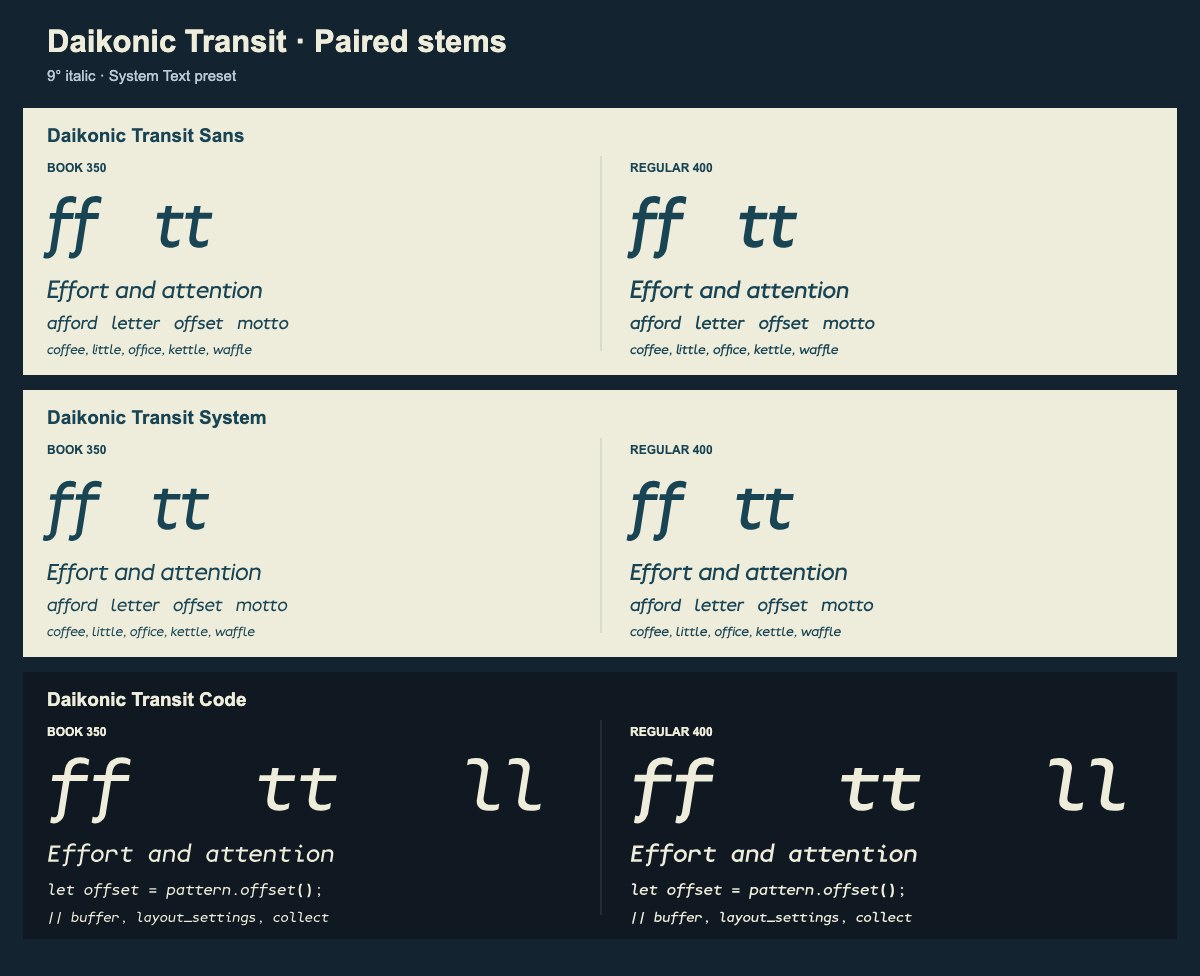 Daikonic Transit · Paired stems
9° italic · System Text preset
Daikonic Transit Sans
BOOK 350
ff tt
Effort and attention
afford letter offset motto
coffee, little, office, kettle, waffle
REGULAR 400
ff tt
Effort and attention
afford letter offset motto
coffee, little, office, kettle, waffle
Daikonic Transit System
BOOK 350
ff tt
Effort and attention
afford letter offset motto
coffee, little, office, kettle, waffle
REGULAR 400
ff tt
Effort and attention
afford letter offset motto
coffee, little, office, kettle, waffle
Daikonic Transit Code
BOOK 350
ff tt ll
Effort and attention
let offset = pattern.offset();
// buffer, layout_settings, collect
REGULAR 400
ff tt ll
Effort and attention
let offset = pattern.offset();
// buffer, layout_settings, collect